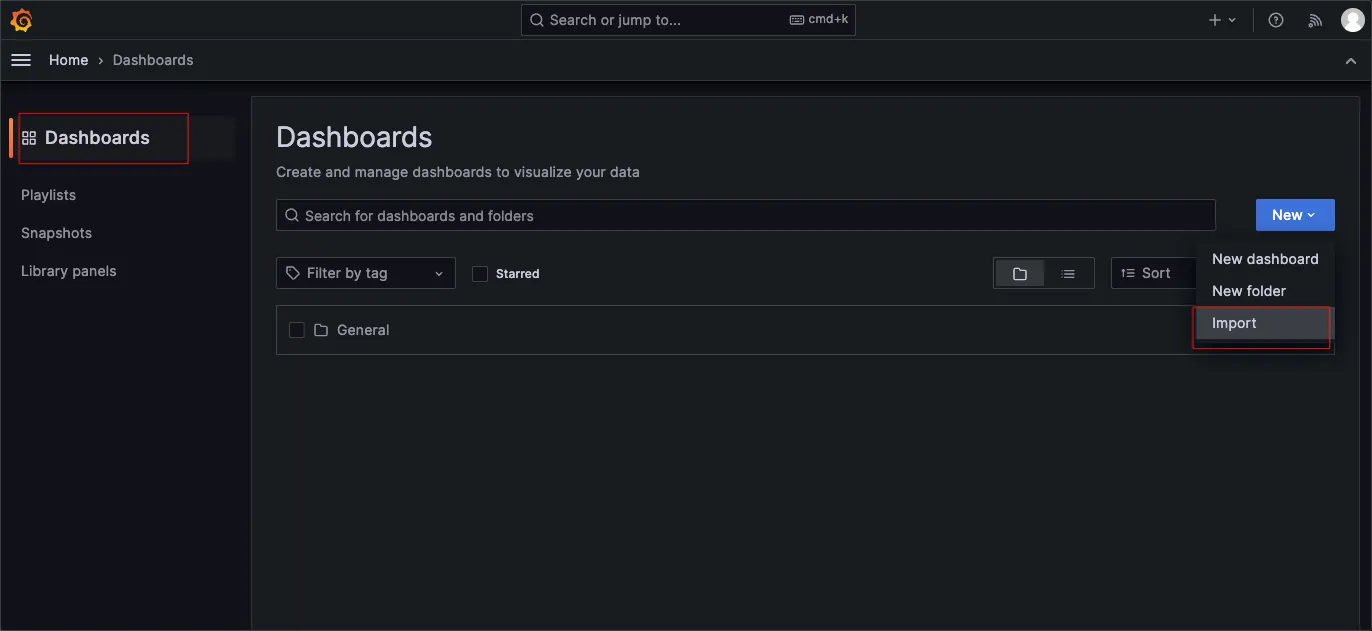 Search or jump to... cmd+k
Home › Dashboards
Dashboards
Playlists
Snapshots
Library panels
Dashboards
Create and manage dashboards to visualize your data
Search for dashboards and folders
New
Filter by tag
Starred
Sort
New dashboard
New folder
Import
General